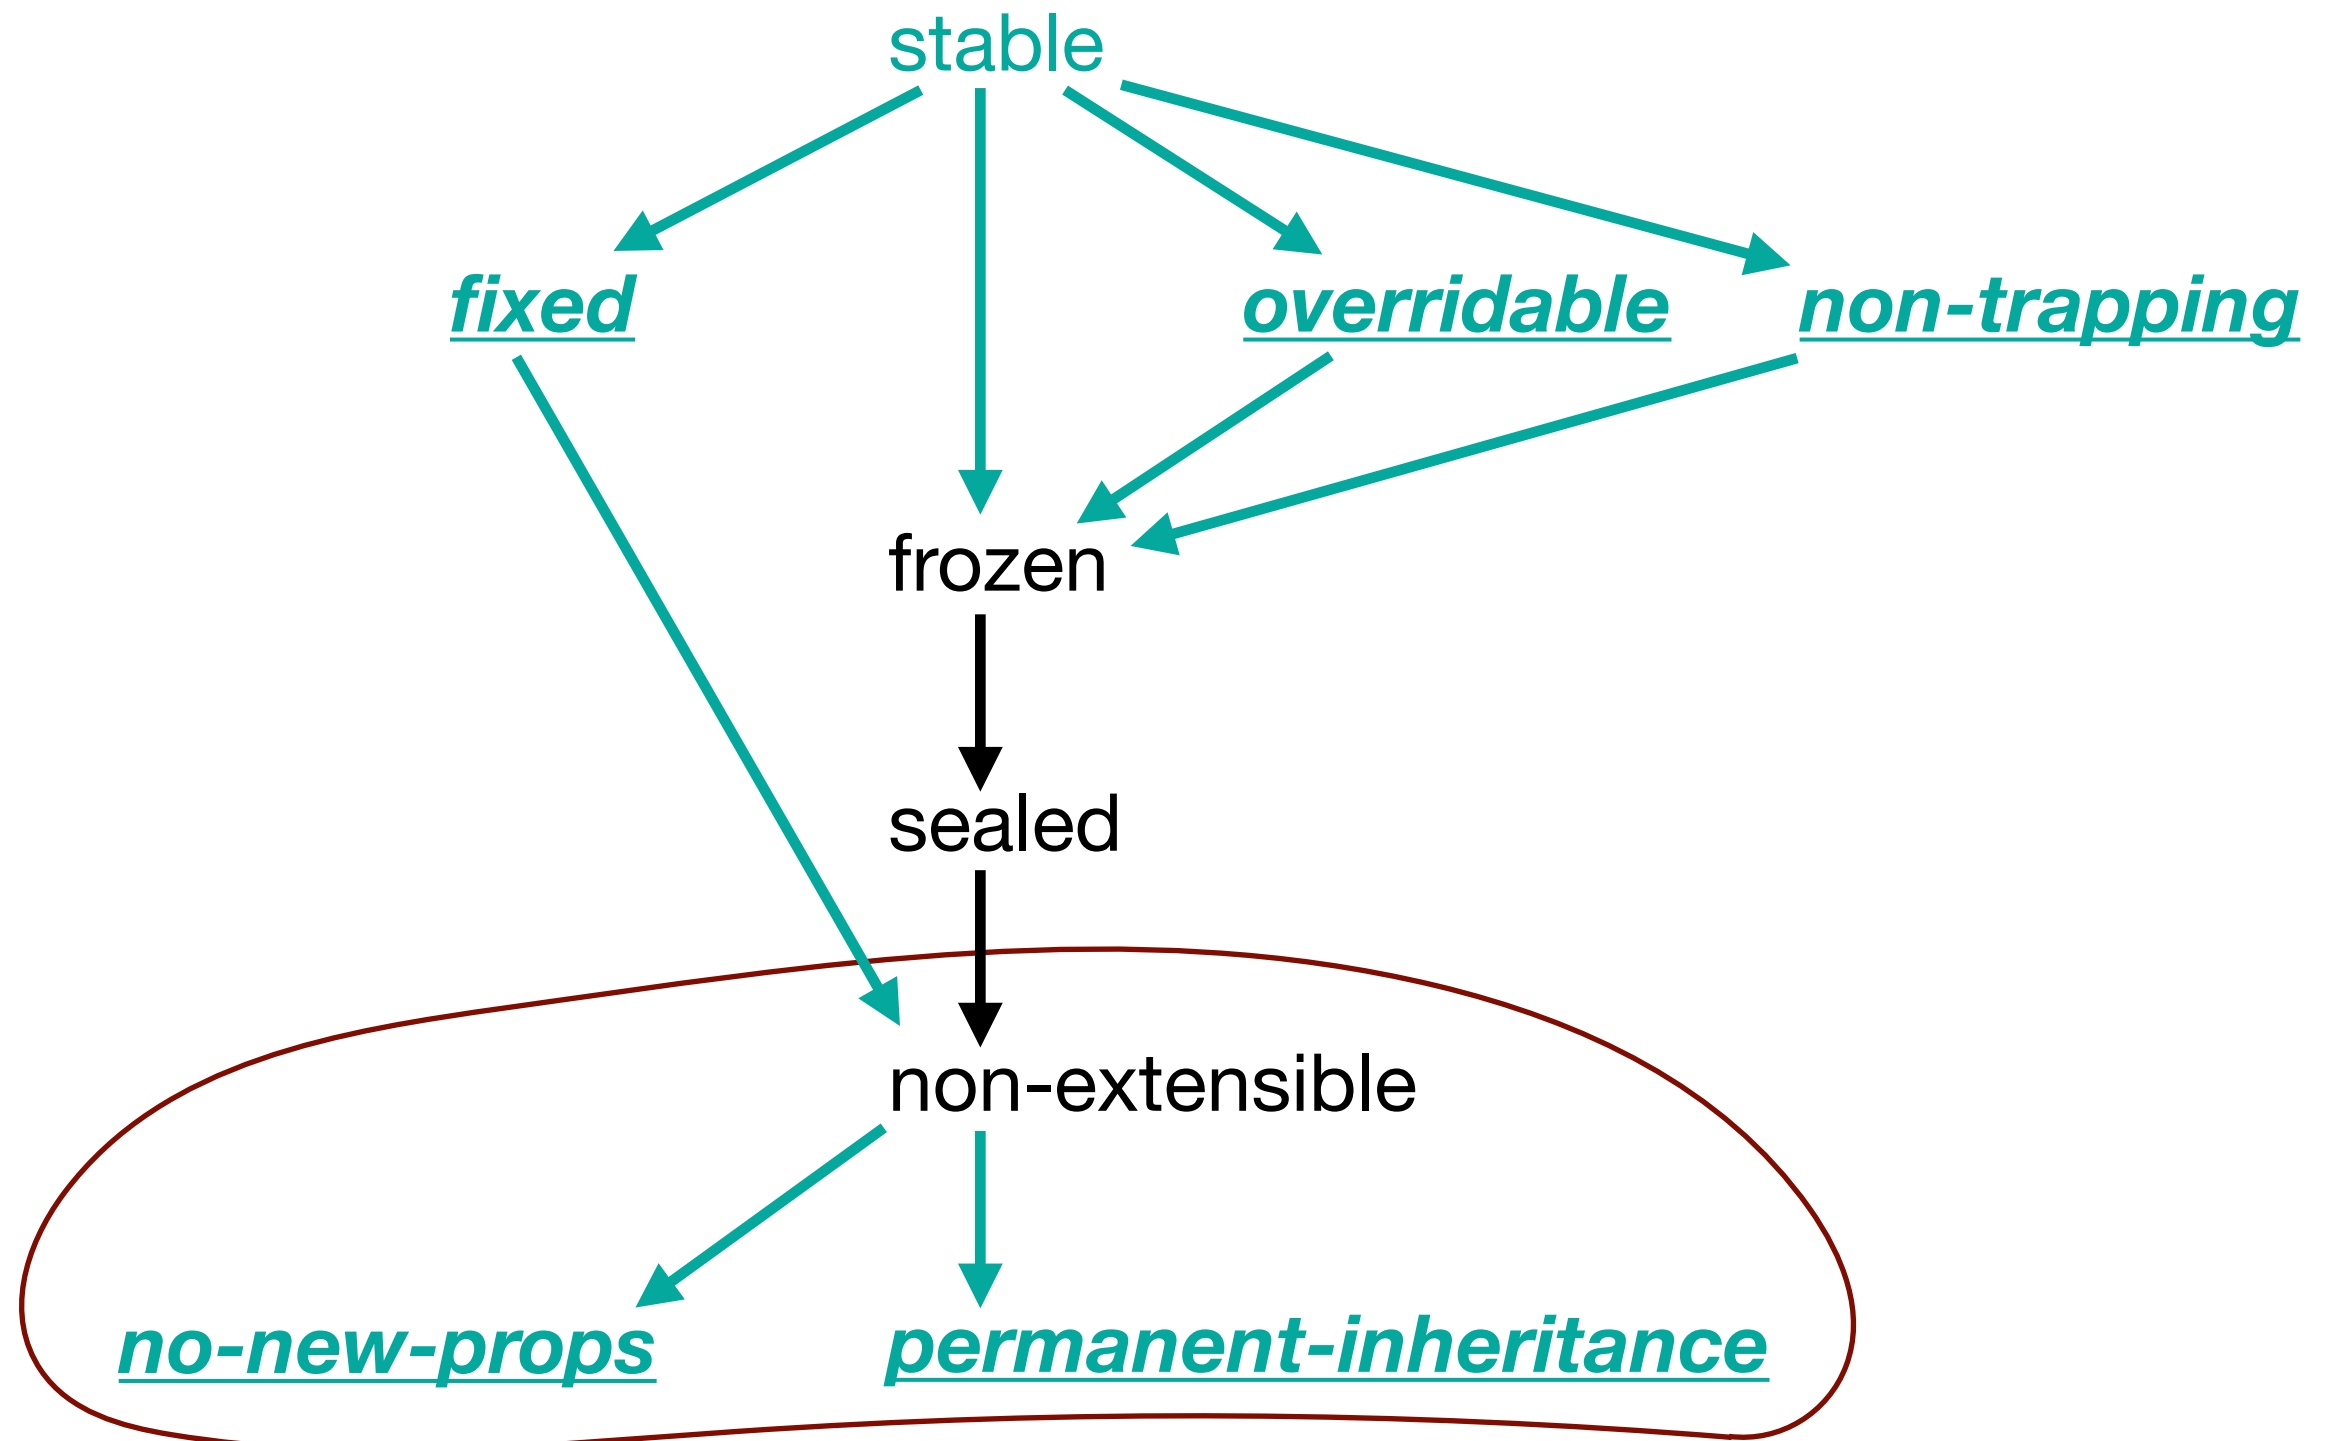 stable
fixed
overridable
non-trapping
frozen
sealed
non-extensible
no-new-props
permanent-inheritance